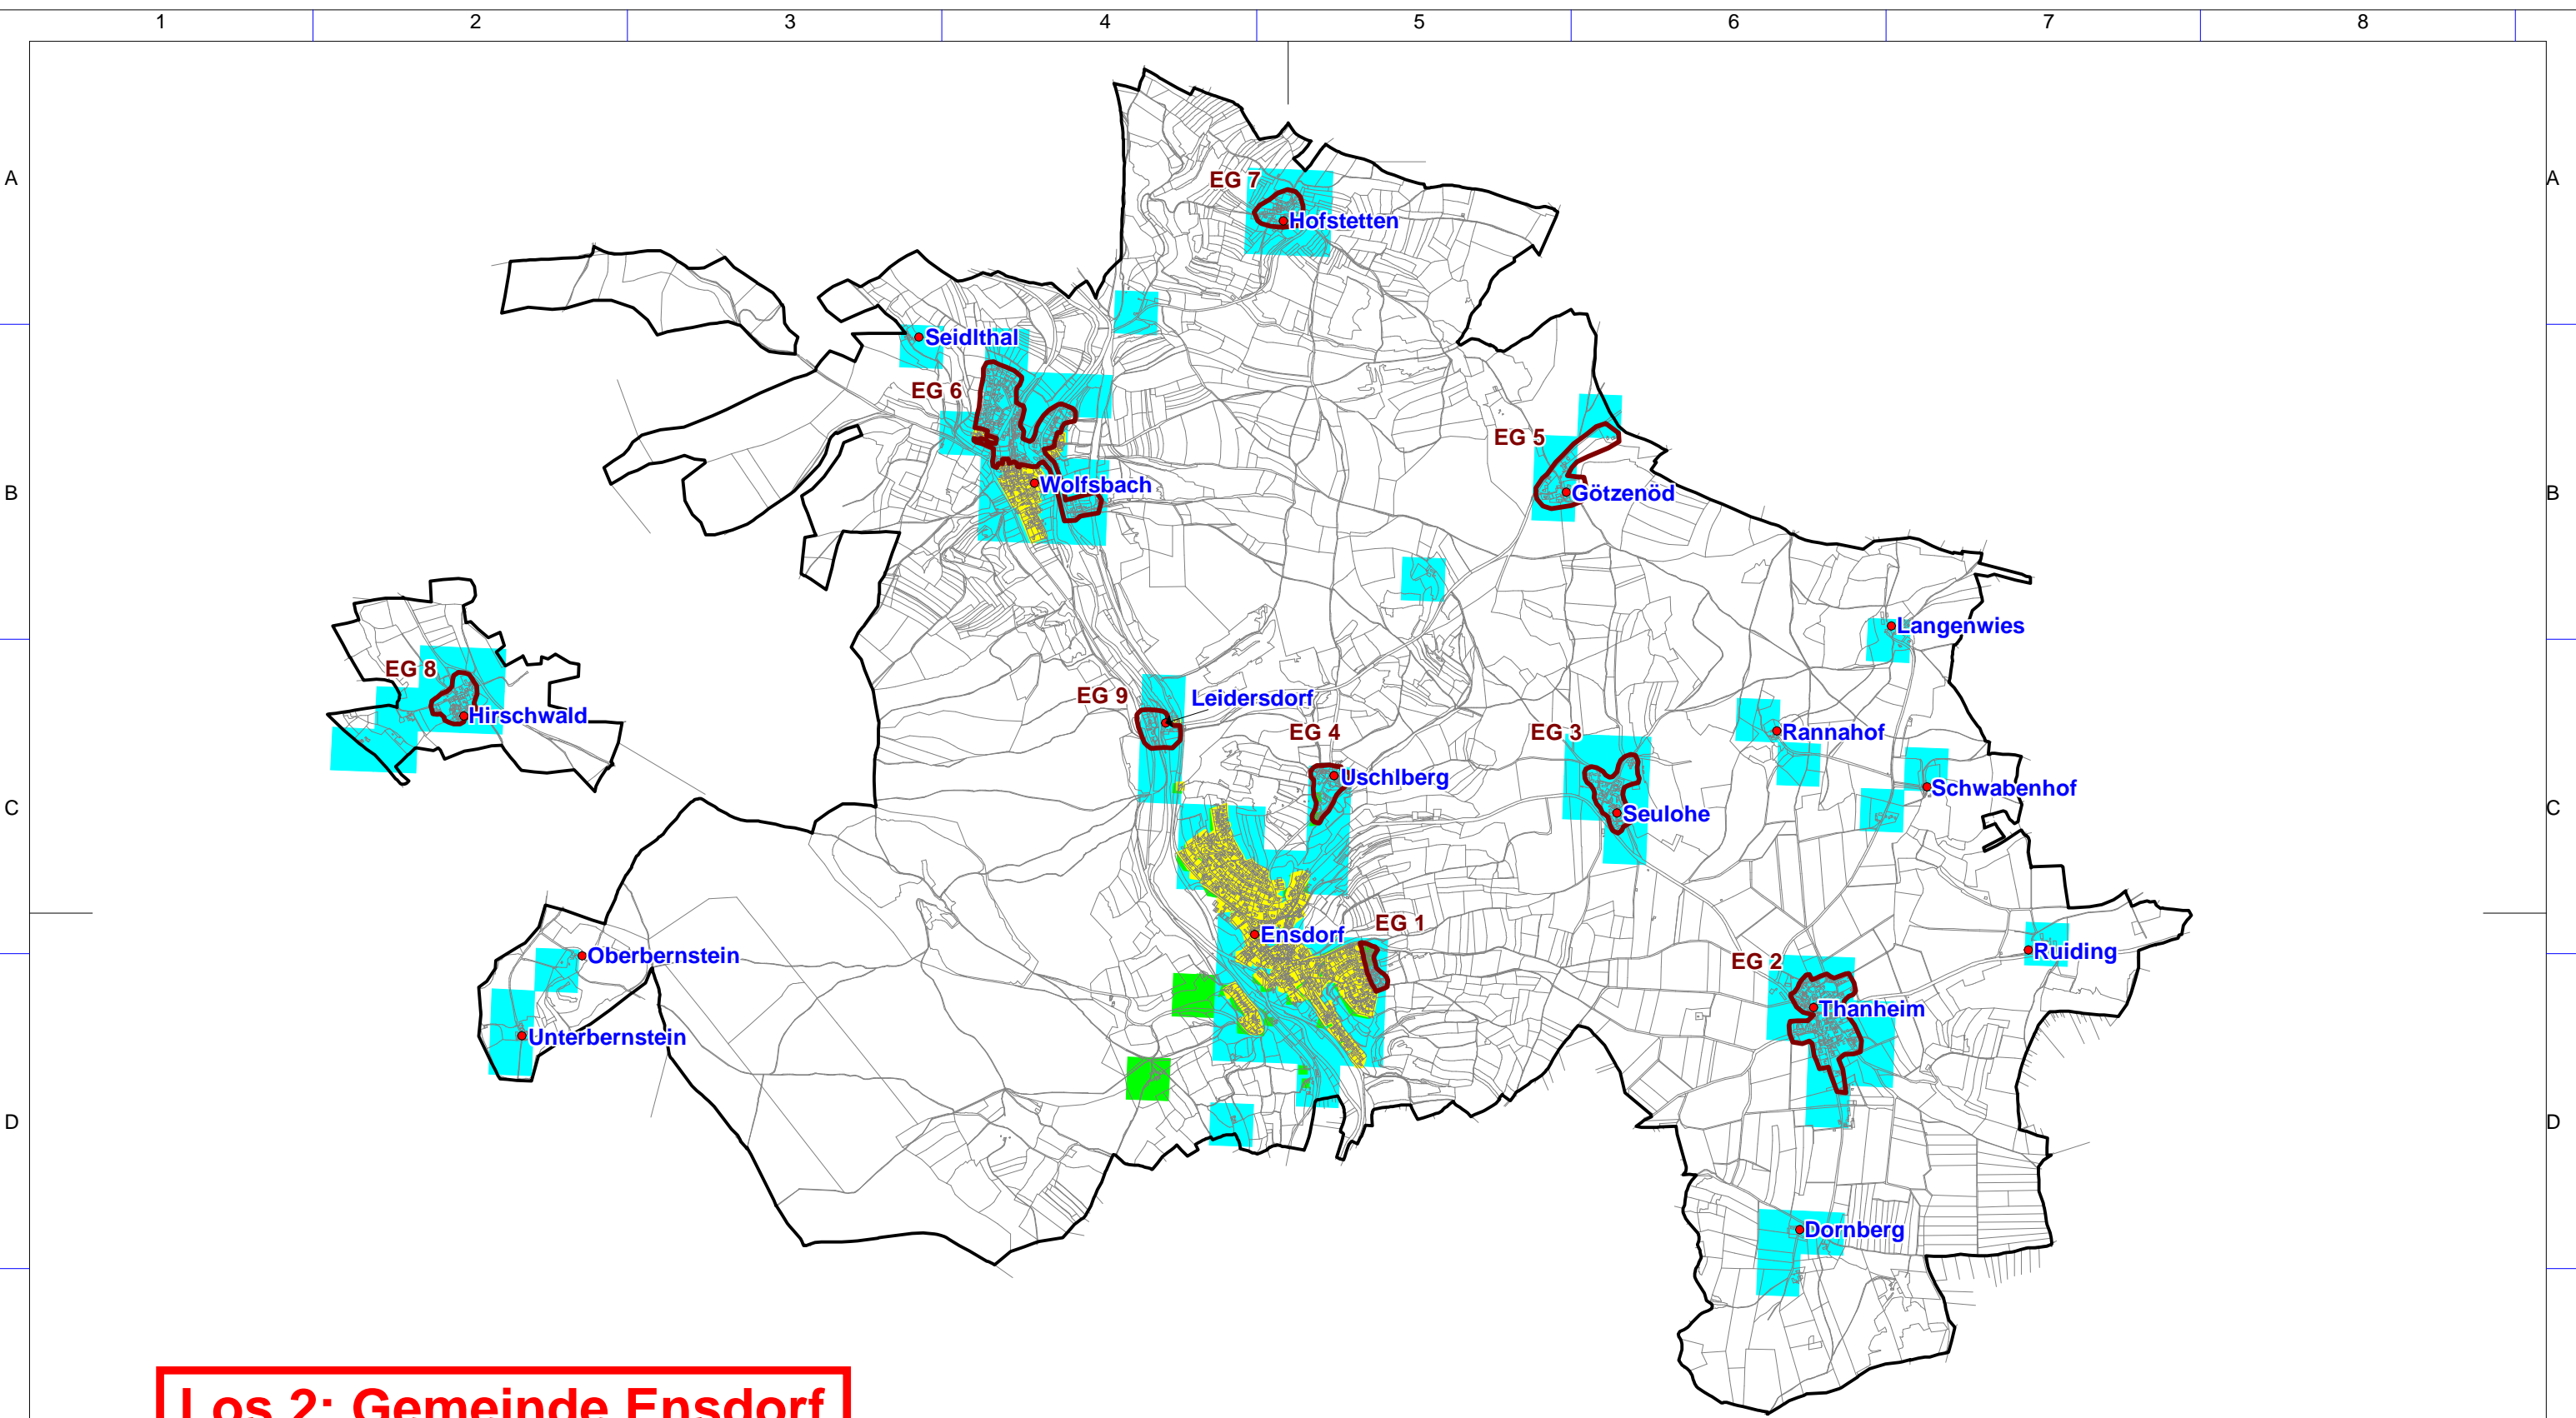 1 2 3 4 5 6 7 8
A A
EG 7
Hofstetten
Seidlthal
EG 6
EG 5
B Wolfsbach Götzenöd B
Langenwies
EG 8
EG 9 Leidersdorf
Hirschwald
EG 4 EG 3 Rannahof
Uschlberg Schwabenhof
C C
Seulohe
EG 1
Ensdorf
Oberbernstein Ruiding
EG 2
Thanheim
Unterbernstein
D D
Dornberg
Los 2: Gemeinde Ensdorf